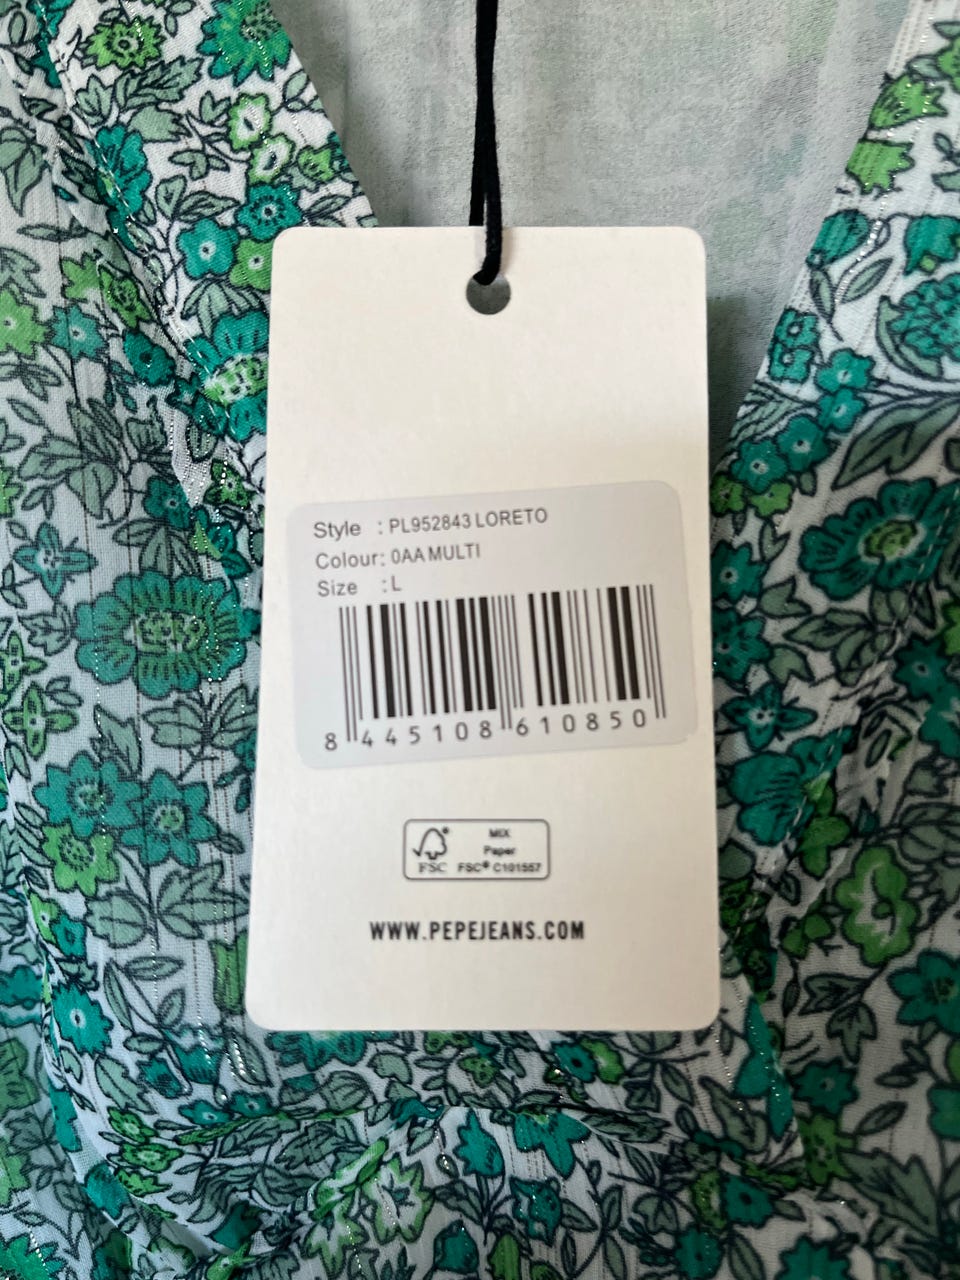 Style : PL952843 LORETO
Colour: 0AA MULTI
Size : L
8 445108 610850
FSC® MIX
Paper
FSC® C101557
WWW.PEPEJEANS.COM